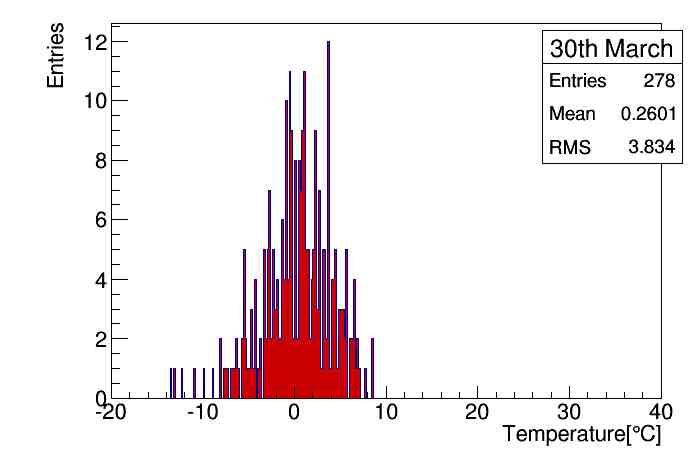 Entries
12
10
8
6
4
2
0
-20 -10 0 10 20 30 40
Temperature[°C]
30th March
Entries 278
Mean 0.2601
RMS 3.834